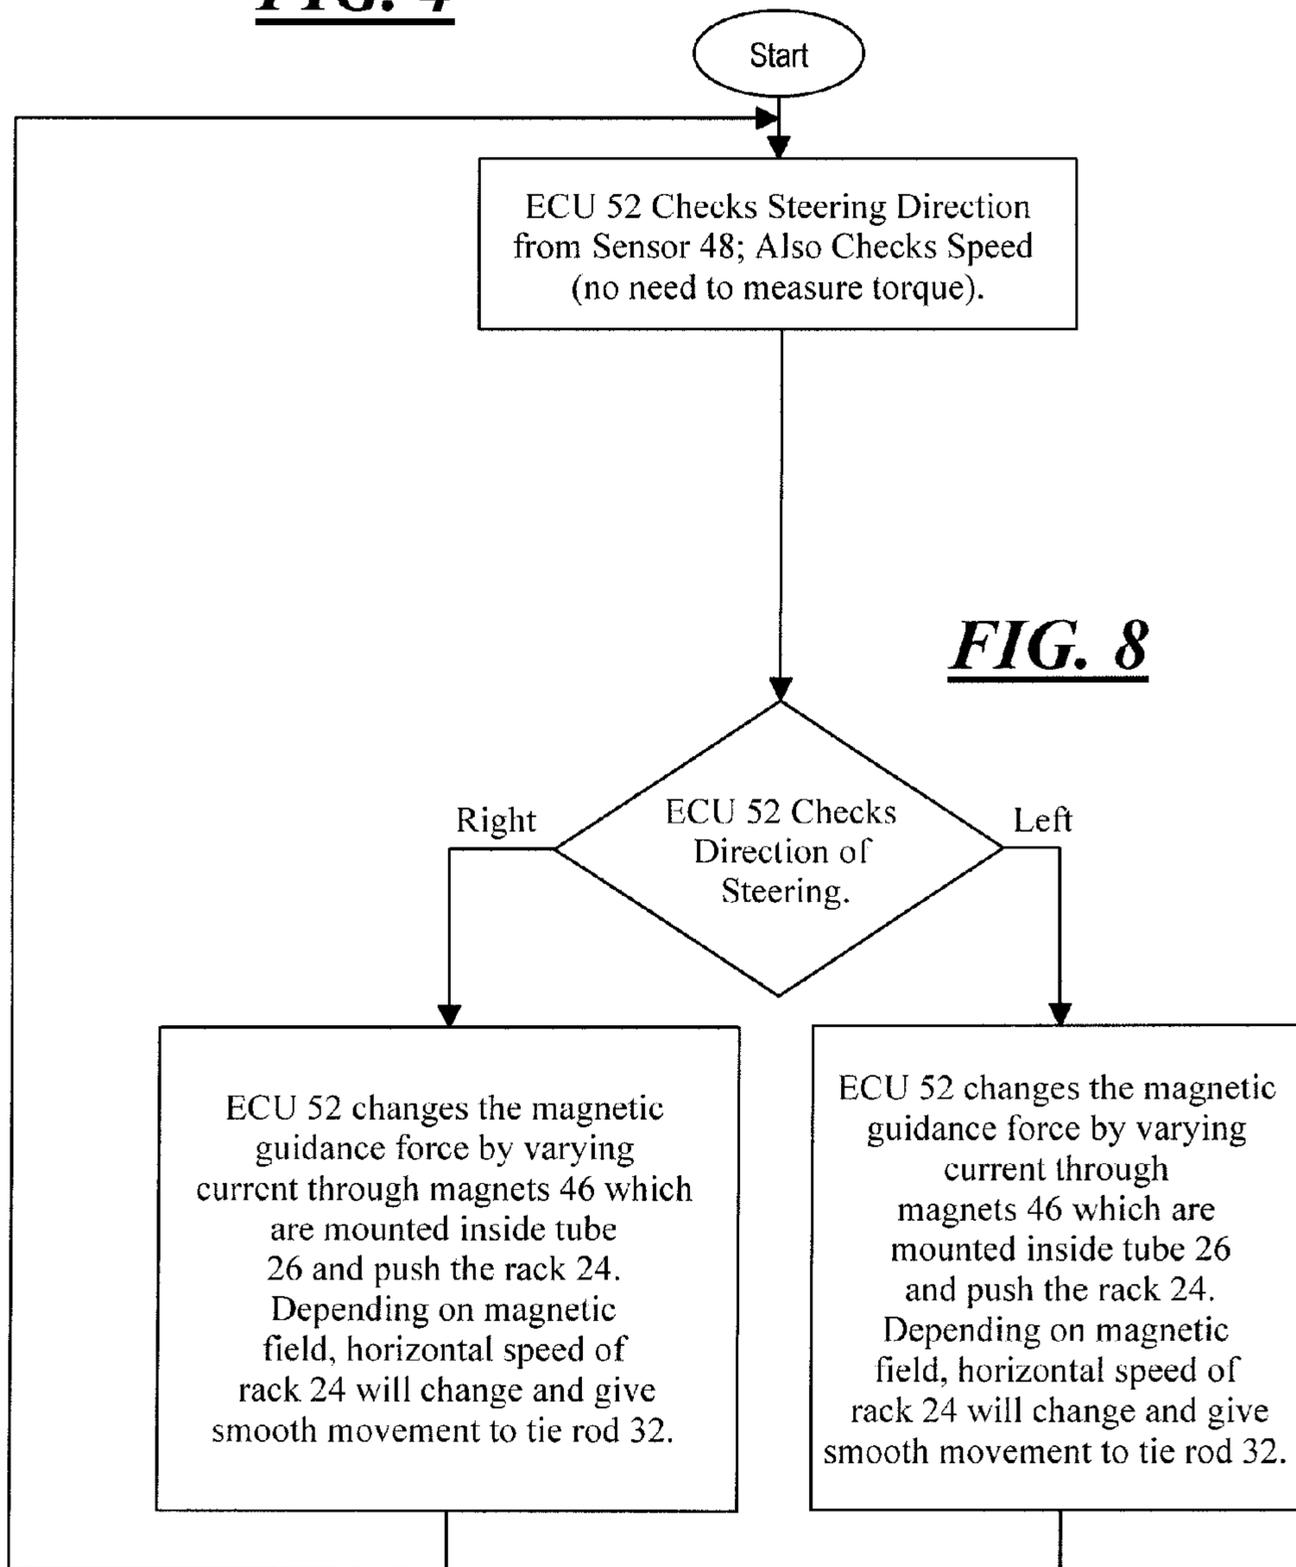 FIG. 4
Start
ECU 52 Checks Steering Direction
from Sensor 48; Also Checks Speed
(no need to measure torque).
FIG. 8
Right
ECU 52 Checks
Direction of
Steering.
Left
ECU 52 changes the magnetic
guidance force by varying
current through magnets 46 which
are mounted inside tube
26 and push the rack 24.
Depending on magnetic
field, horizontal speed of
rack 24 will change and give
smooth movement to tie rod 32.
ECU 52 changes the magnetic
guidance force by varying
current through
magnets 46 which are
mounted inside tube 26
and push the rack 24.
Depending on magnetic
field, horizontal speed of
rack 24 will change and give
smooth movement to tie rod 32.